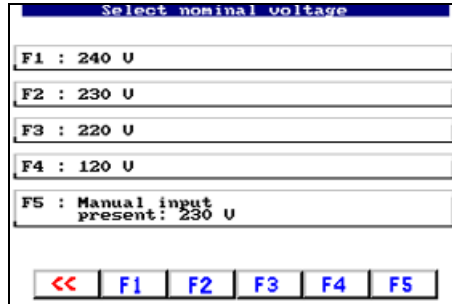 Select nominal voltage
F1 : 240 V
F2 : 230 V
F3 : 220 V
F4 : 120 V
F5 : Manual input
present: 230 V
<< F1 F2 F3 F4 F5